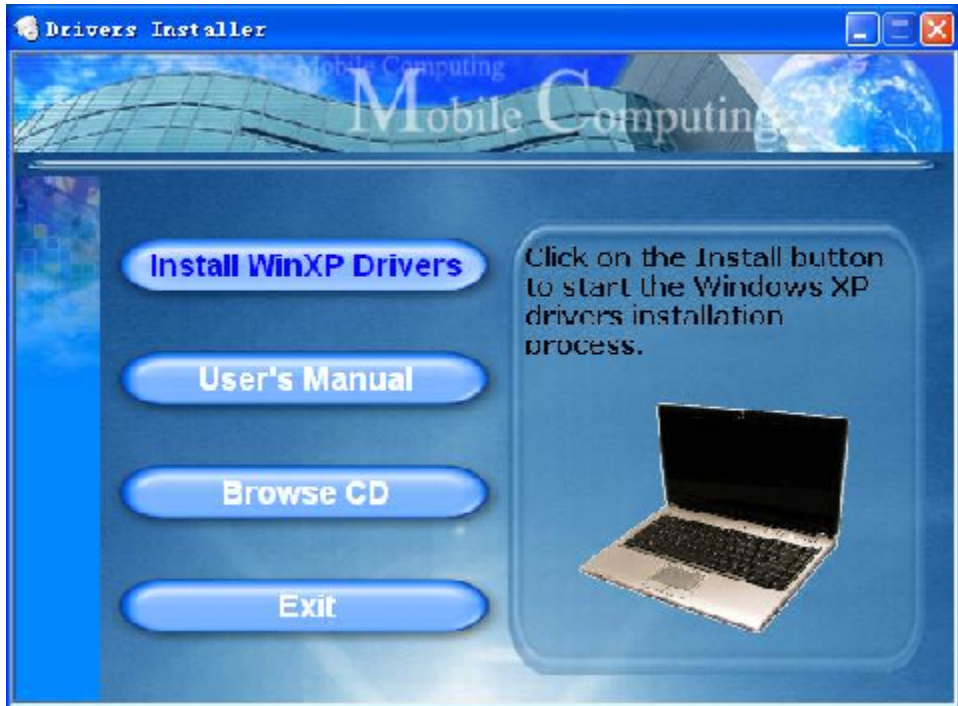 Drivers Installer
Mobile Computing
Mobile Computing
Install WinXP Drivers
Click on the Install button
to start the Windows XP
drivers installation
process.
User's Manual
Browse CD
Exit